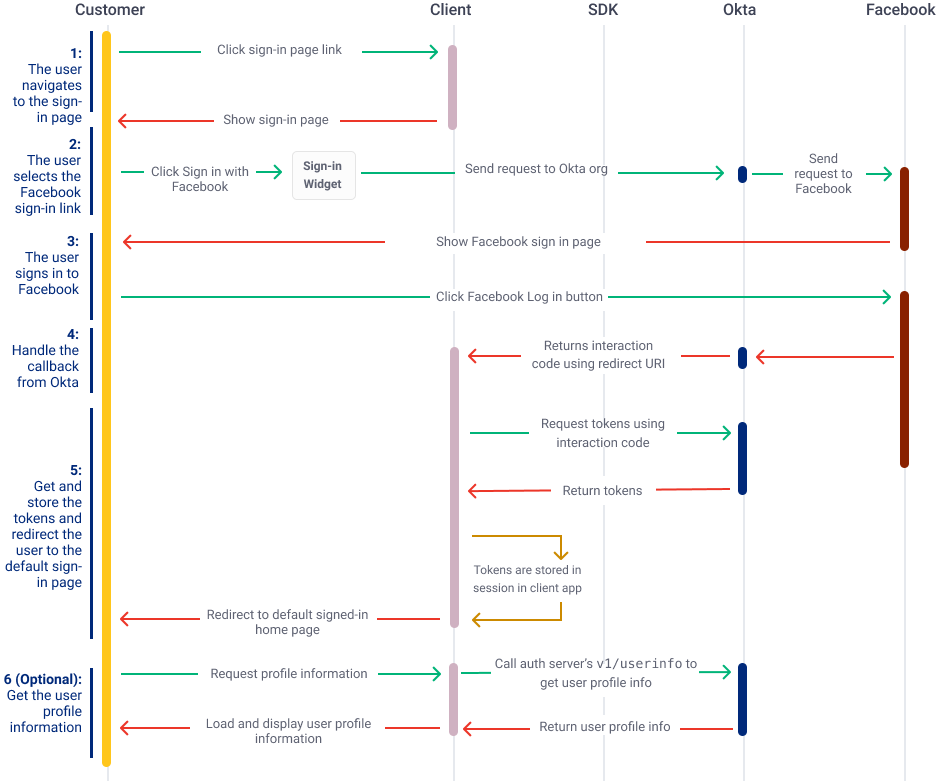 Customer
Client
SDK
Okta
Facebook
1:
The user
navigates
to the sign-
in page
Click sign-in page link
Show sign-in page
2:
The user
selects the
Facebook
sign-in link
Click Sign in with
Facebook
Sign-in
Widget
Send request to Okta org
Send
request to
Facebook
3:
The user
signs in to
Facebook
Show Facebook sign in page
Click Facebook Log in button
4:
Handle the
callback
from Okta
Returns interaction
code using redirect URI
5:
Get and
store the
tokens and
redirect the
user to the
default sign-
in page
Request tokens using
interaction code
Return tokens
Tokens are stored in
session in client app
Redirect to default signed-in
home page
6 (Optional):
Get the user
profile
information
Request profile information
Call auth server's v1/userinfo to
get user profile info
Load and display user profile
information
Return user profile info